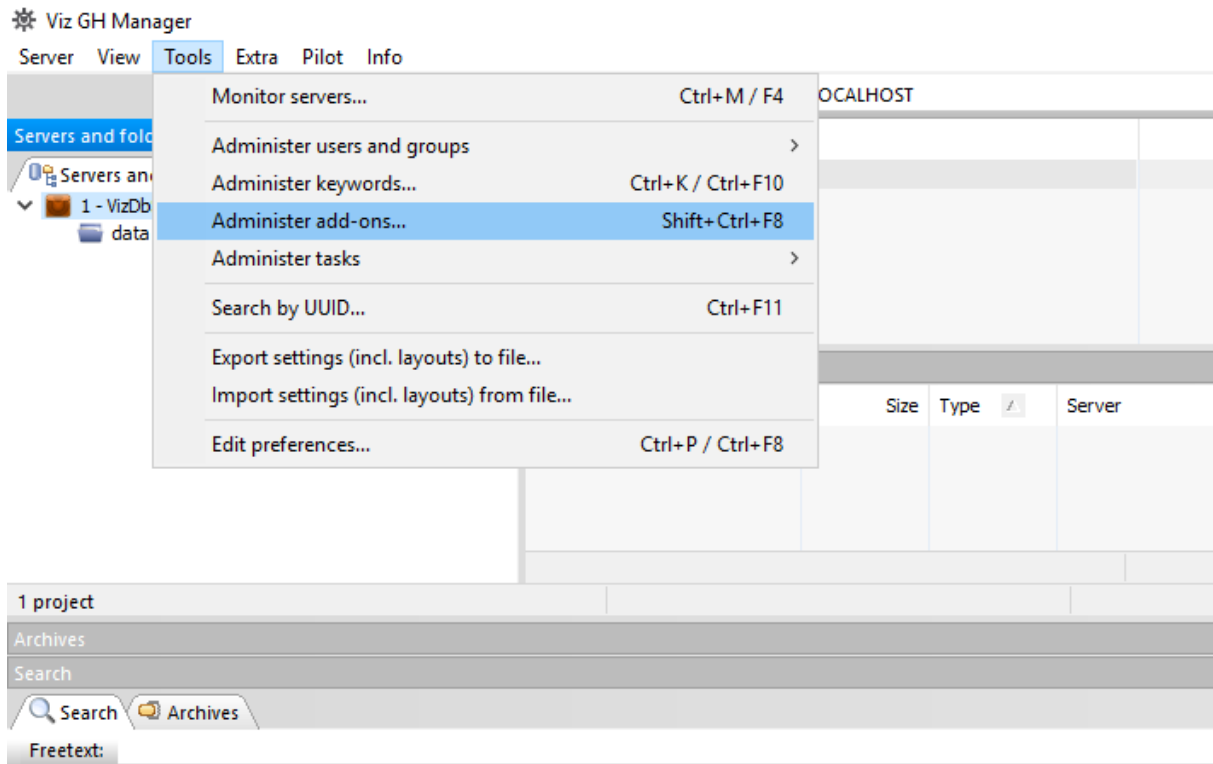 Viz GH Manager
Server View Tools Extra Pilot Info
Monitor servers... Ctrl+M / F4
OCALHOST
Servers and folc
Administer users and groups
Servers an
Administer keywords... Ctrl+K / Ctrl+F10
1 - VizDb
Administer add-ons... Shift+Ctrl+F8
data
Administer tasks
Search by UUID... Ctrl+F11
Export settings (incl. layouts) to file...
Import settings (incl. layouts) from file...
Size Type Server
Edit preferences... Ctrl+P / Ctrl+F8
1 project
Archives
Search
Search Archives
Freetext: